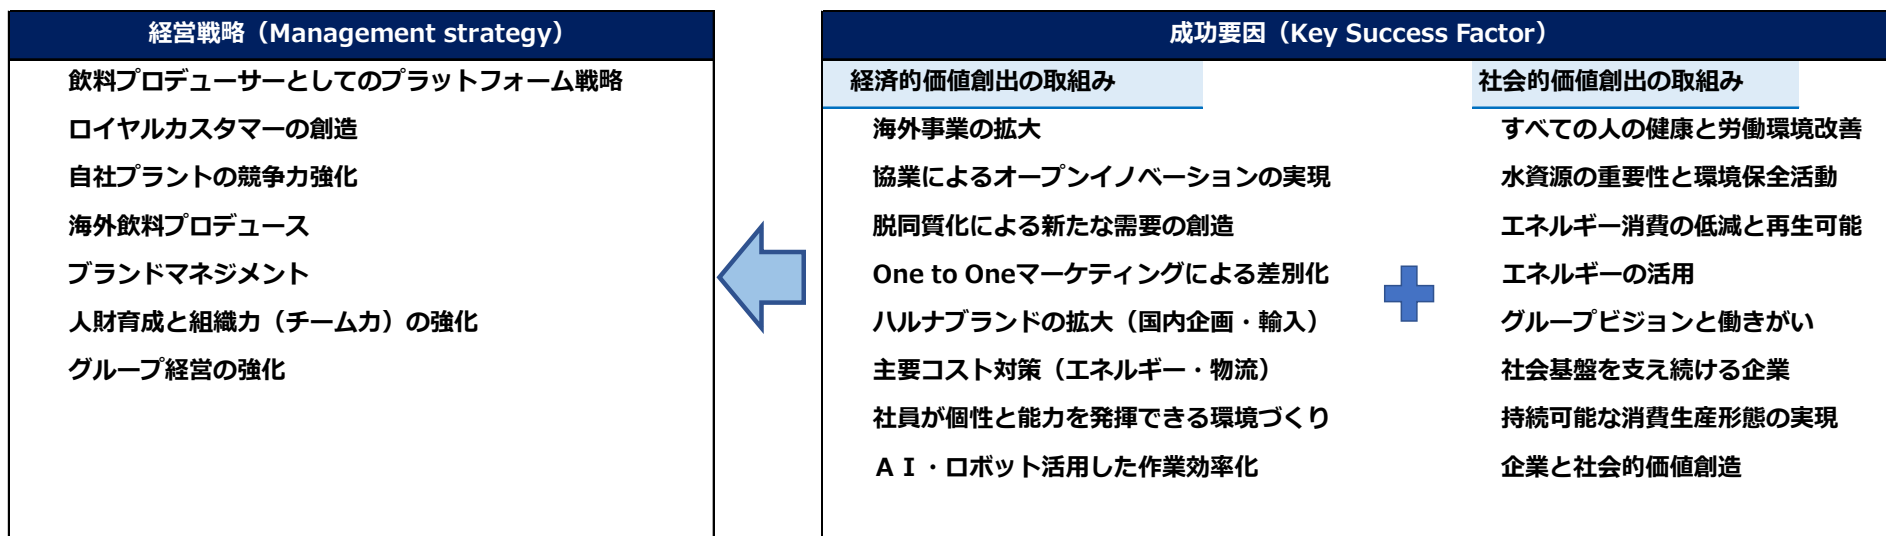 経営戦略（Management strategy）
飲料プロデューサーとしてのプラットフォーム戦略
ロイヤルカスタマーの創造
自社プラントの競争力強化
海外飲料プロデュース
ブランドマネジメント
人財育成と組織力（チーム力）の強化
グループ経営の強化
成功要因（Key Success Factor）
経済的価値創出の取組み
海外事業の拡大
協業によるオープンイノベーションの実現
脱同質化による新たな需要の創造
One to Oneマーケティングによる差別化
ハルナブランドの拡大（国内企画・輸入）
主要コスト対策（エネルギー・物流）
社員が個性と能力を発揮できる環境づくり
ＡＩ・ロボット活用した作業効率化
社会的価値創出の取組み
すべての人の健康と労働環境改善
水資源の重要性と環境保全活動
エネルギー消費の低減と再生可能
エネルギーの活用
グループビジョンと働きがい
社会基盤を支え続ける企業
持続可能な消費生産形態の実現
企業と社会的価値創造